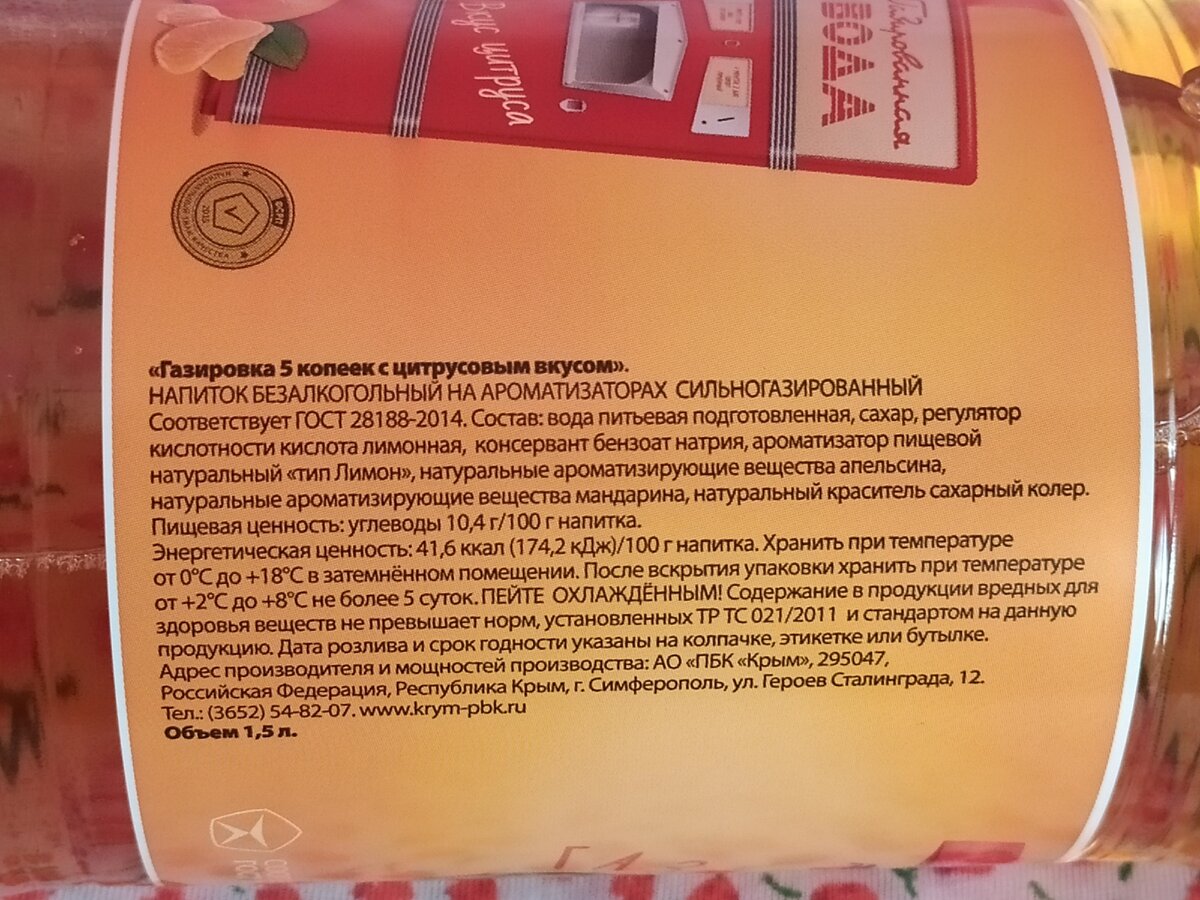 Газированная
ВОДА
Вкус цитруса
НАЦИОНАЛЬНЫЙ ЗНАК КАЧЕСТВА
2015
«Газировка 5 копеек с цитрусовым вкусом».
НАПИТОК БЕЗАЛКОГОЛЬНЫЙ НА АРОМАТИЗАТОРАХ СИЛЬНОГАЗИРОВАННЫЙ
Соответствует ГОСТ 28188-2014. Состав: вода питьевая подготовленная, сахар, регулятор
кислотности кислота лимонная, консервант бензоат натрия, ароматизатор пищевой
натуральный «тип Лимон», натуральные ароматизирующие вещества апельсина,
натуральные ароматизирующие вещества мандарина, натуральный краситель сахарный колер.
Пищевая ценность: углеводы 10,4 г/100 г напитка.
Энергетическая ценность: 41,6 ккал (174,2 кДж)/100 г напитка. Хранить при температуре
от 0°С до +18°С в затемнённом помещении. После вскрытия упаковки хранить при температуре
от +2°С до +8°С не более 5 суток. ПЕЙТЕ ОХЛАЖДЁННЫМ! Содержание в продукции вредных для
здоровья веществ не превышает норм, установленных ТР ТС 021/2011 и стандартом на данную
продукцию. Дата розлива и срок годности указаны на колпачке, этикетке или бутылке.
Адрес производителя и мощностей производства: АО «ПБК «Крым», 295047,
Российская Федерация, Республика Крым, г. Симферополь, ул. Героев Сталинграда, 12.
Тел.: (3652) 54-82-07. www.krym-pbk.ru
Объем 1,5 л.
ГАЗ